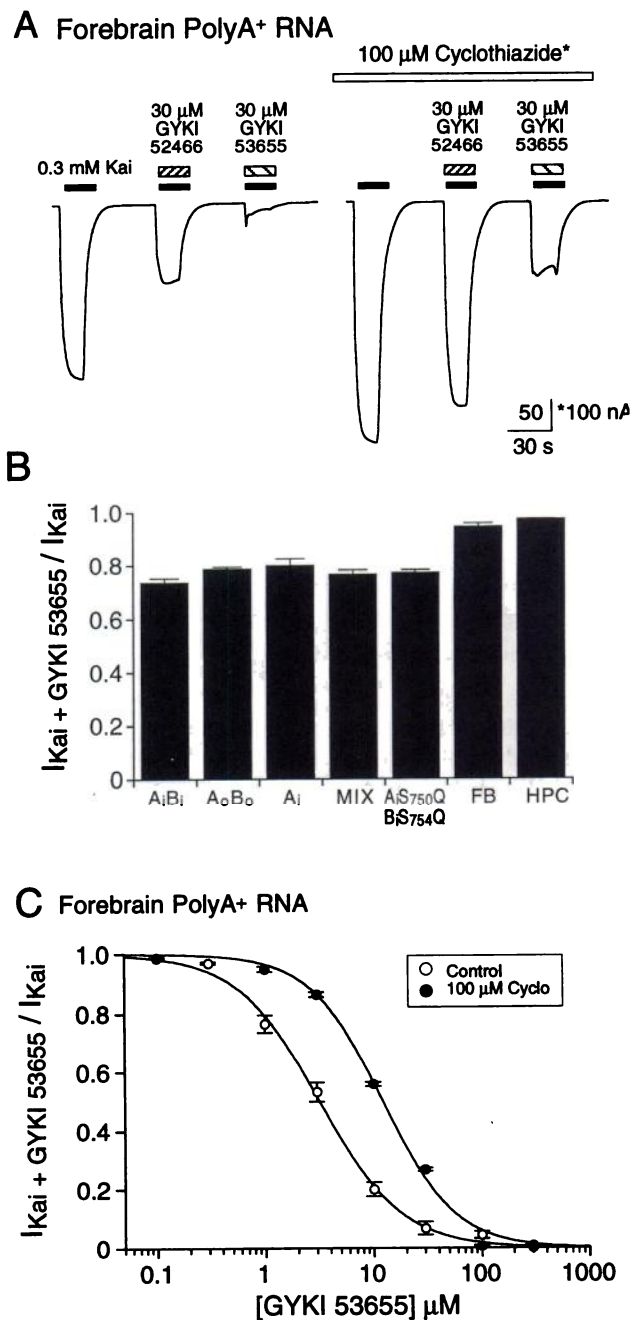 A Forebrain PolyA⁺ RNA
100 µM Cyclothiazide*
30 µM GYKI 52466
30 µM GYKI 53655
30 µM GYKI 52466
30 µM GYKI 53655
0.3 mM Kai
50 *100 nA
30 s
B
I Kai + GYKI 53655 / I Kai
1.0
0.8
0.6
0.4
0.2
0
AᵢBᵢ AₒBₒ Aᵢ MIX AᵢS₇₅₀Q BᵢS₇₅₄Q FB HPC
C Forebrain PolyA+ RNA
I Kai + GYKI 53655 / I Kai
1.0
0.8
0.6
0.4
0.2
0
Control
100 µM Cyclo
0.1 1 10 100 1000
[GYKI 53655] µM